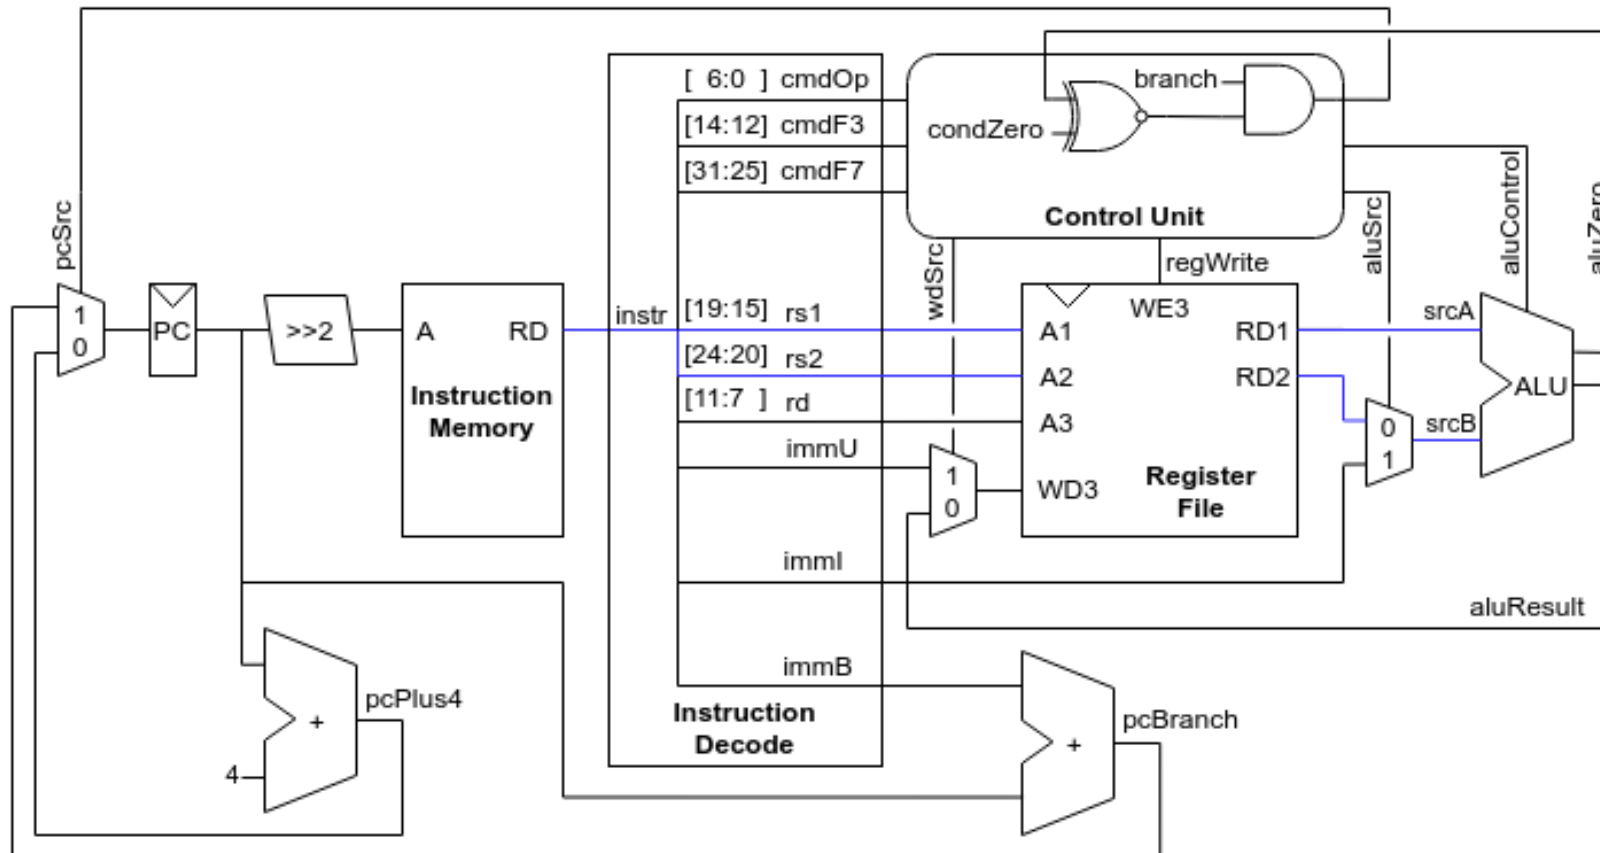 [ 6:0 ] cmdOp
branch
[14:12] cmdF3
condZero
[31:25] cmdF7
Control Unit
pcSrc
wdSrc
regWrite
aluSrc
aluControl
aluZero
1
0
PC
>>2
A
RD
Instruction
Memory
instr
[19:15] rs1
[24:20] rs2
[11:7 ] rd
immU
1
0
A1
A2
A3
WD3
WE3
RD1
RD2
Register
File
srcA
srcB
0
1
ALU
immI
aluResult
immB
Instruction
Decode
pcPlus4
+
4
pcBranch
+